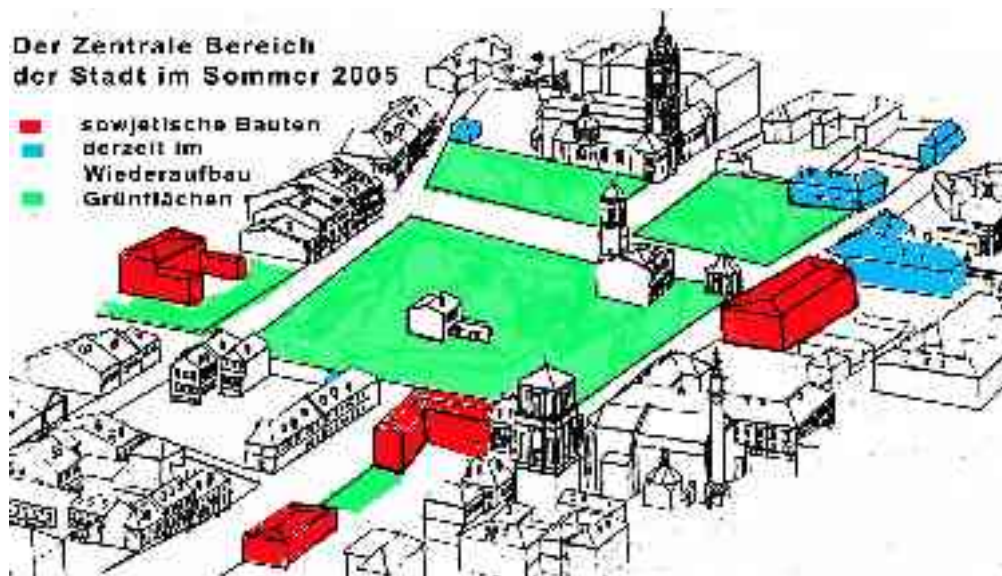 Der Zentrale Bereich
der Stadt im Sommer 2005
sowjetische Bauten
derzeit im
Wiederaufbau
Grünflächen